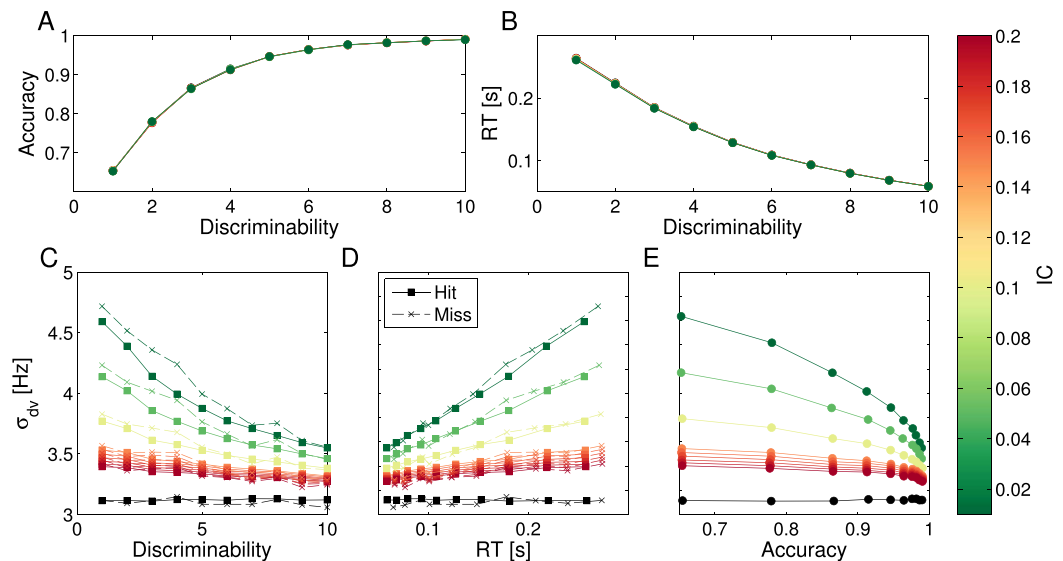 A
B
1
0.9
0.8
0.7
Accuracy
0 2 4 6 8 10
Discriminability
0.2
0.1
RT [s]
0 2 4 6 8 10
Discriminability
0.2
0.18
0.16
0.14
0.12
0.1
0.08
0.06
0.04
0.02
IC
C
D
E
5
4.5
4
3.5
3
σdv [Hz]
Hit
Miss
5 10
Discriminability
0.1 0.2
RT [s]
0.7 0.8 0.9 1
Accuracy